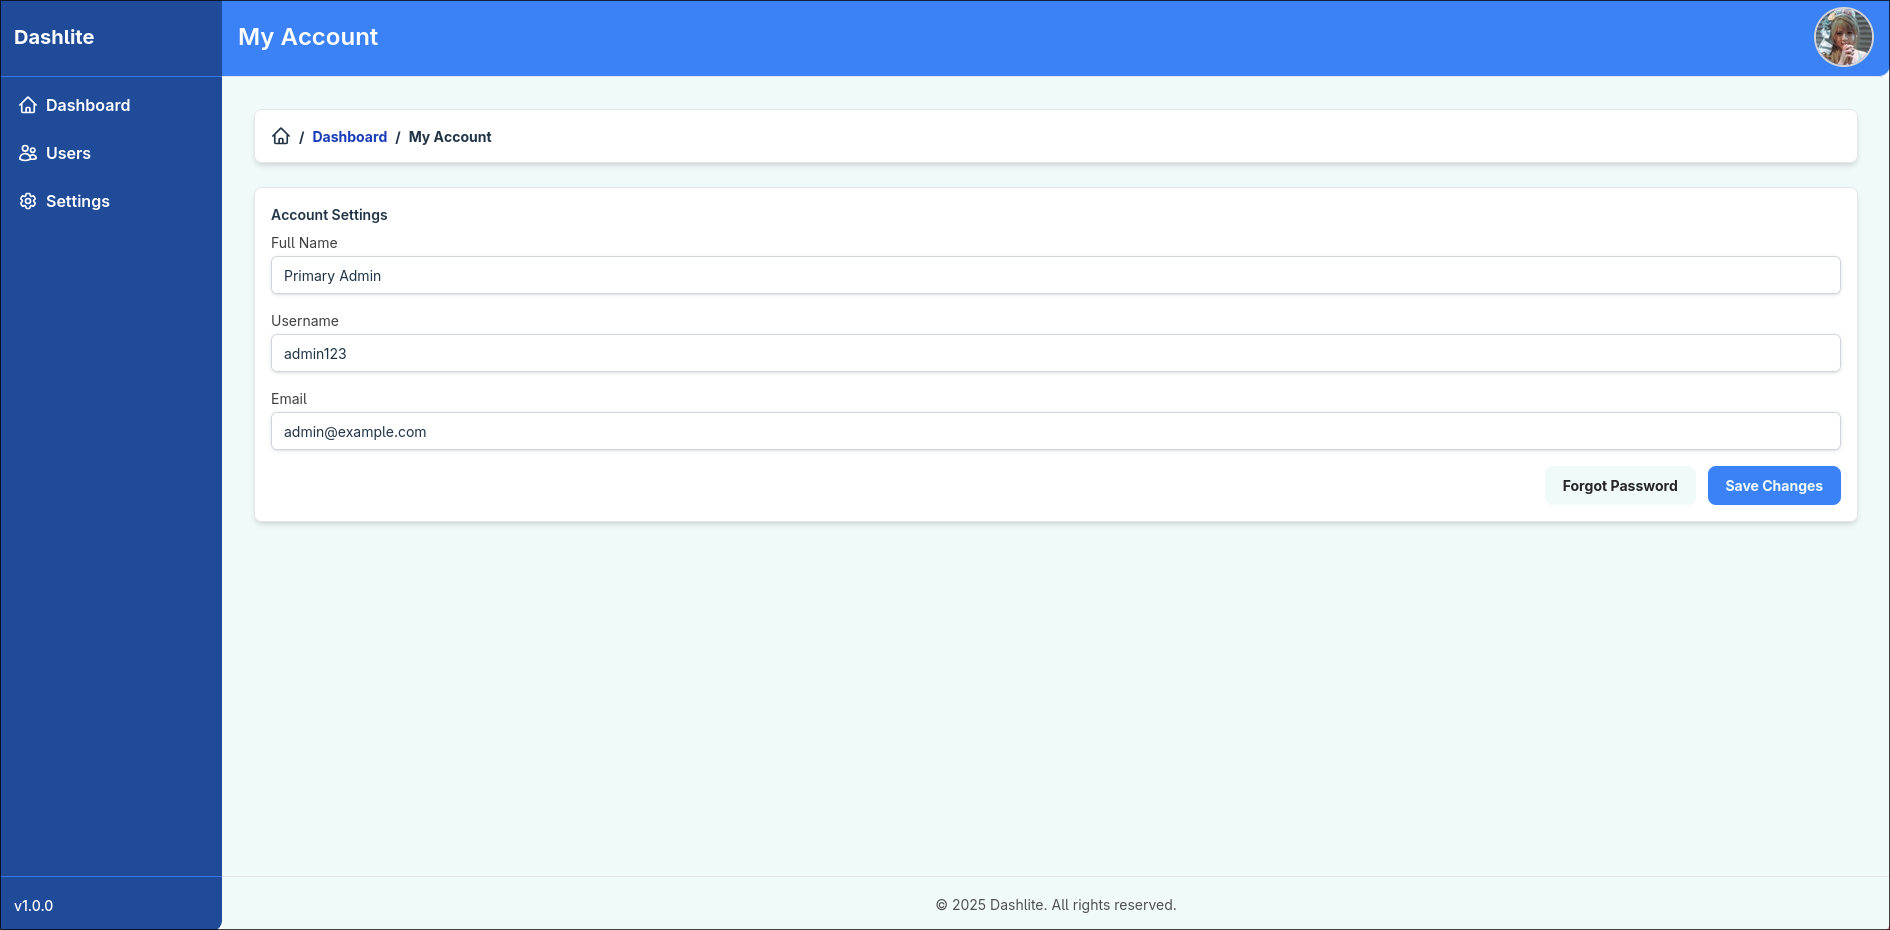 Dashlite
My Account
Dashboard
Users
Settings
/ Dashboard / My Account
Account Settings
Full Name
Primary Admin
Username
admin123
Email
admin@example.com
Forgot Password
Save Changes
v1.0.0
© 2025 Dashlite. All rights reserved.